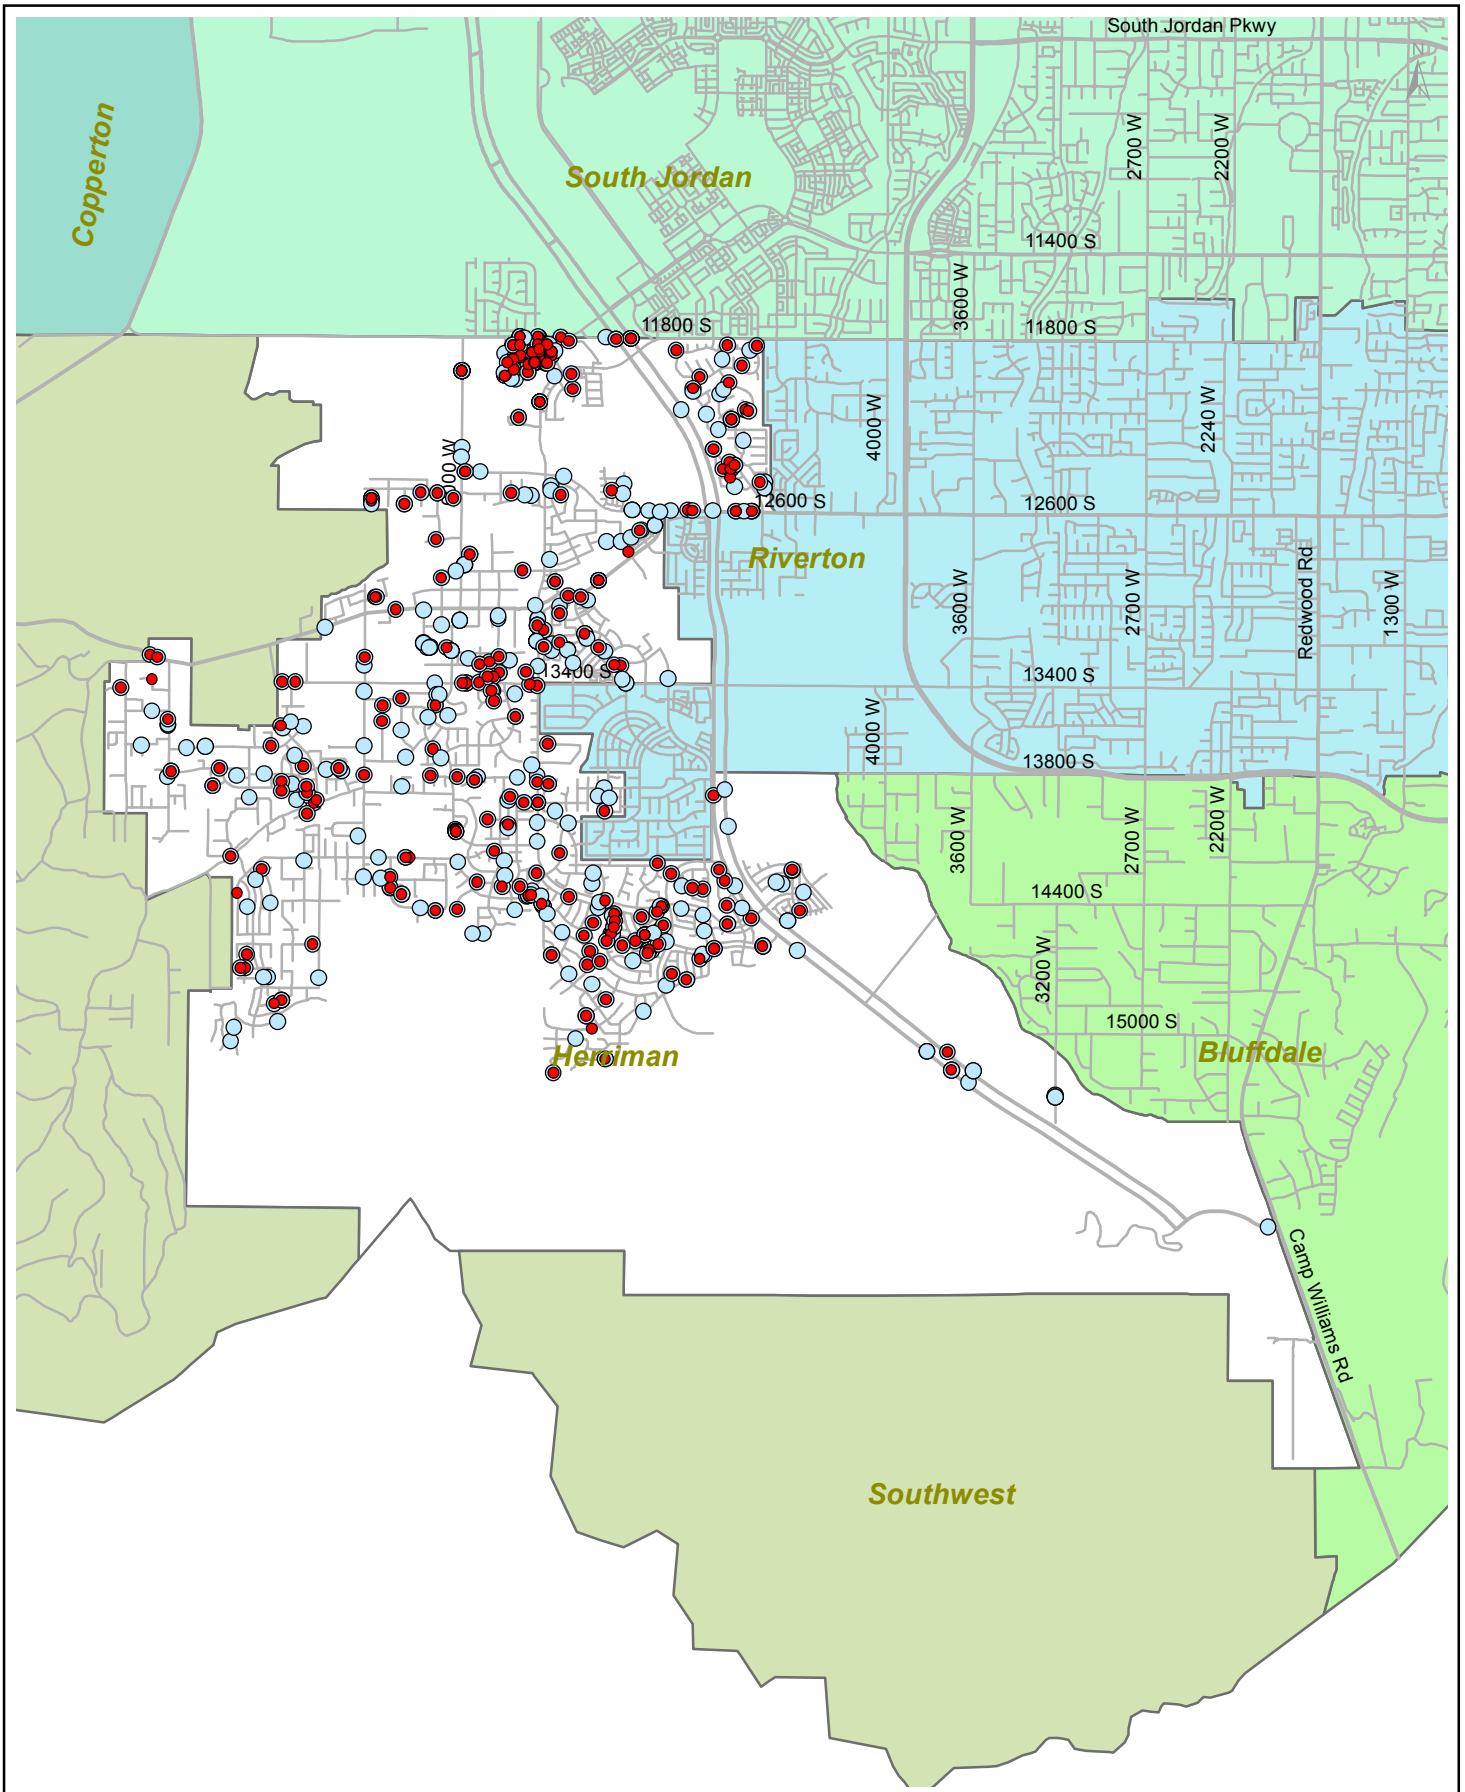 South Jordan Pkwy
Copperton
South Jordan
2700 W
2200 W
11400 S
3600 W
11800 S
11800 S
4000 W
2240 W
12600 S
12600 S
Riverton
3600 W
2700 W
Redwood Rd
1300 W
13400 S
13400 S
4000 W
13800 S
3600 W
2700 W
2200 W
14400 S
3200 W
15000 S
Herriman
Bluffdale
Camp Williams Rd
Southwest